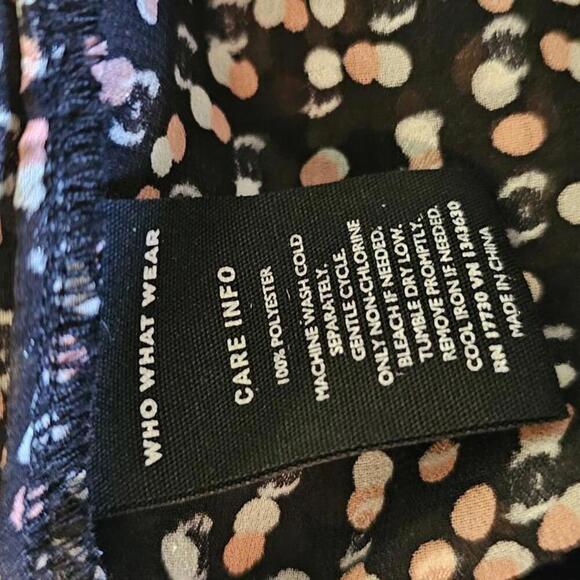 WHO WHAT WEAR
CARE INFO
100% POLYESTER
MACHINE WASH COLD
SEPARATELY.
GENTLE CYCLE.
ONLY NON-CHLORINE
BLEACH IF NEEDED.
TUMBLE DRY LOW.
REMOVE PROMPTLY.
COOL IRON IF NEEDED.
RN 17730 VN 1343630
MADE IN CHINA